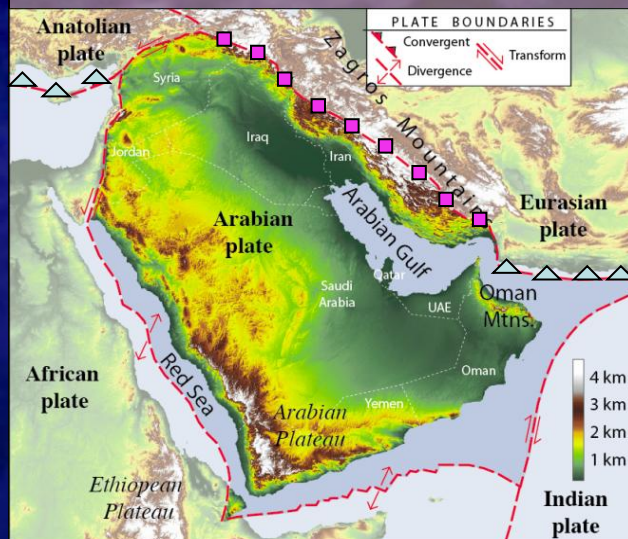 Anatolian
plate
PLATE BOUNDARIES
Convergent
Transform
Divergence
Zagros Mountains
Syria
Iraq
Jordan
Iran
Eurasian
plate
Arabian
plate
Arabian Gulf
Qatar
Saudi
Arabia
UAE
Oman
Mtns.
African
plate
Red Sea
Oman
Yemen
Arabian
Plateau
Ethiopean
Plateau
4 km
3 km
2 km
1 km
Indian
plate